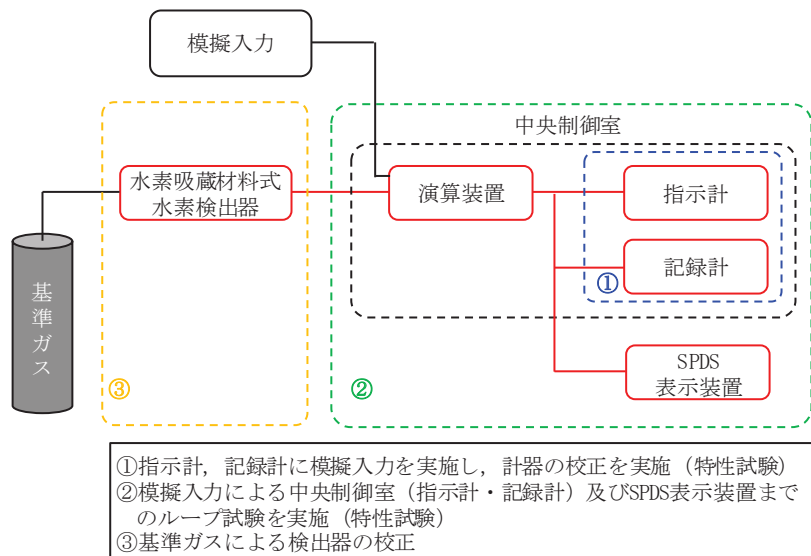 模擬入力
中央制御室
水素吸蔵材料式
水素検出器
演算装置
指示計
記録計
①
基準ガス
SPDS
表示装置
③
②
①指示計，記録計に模擬入力を実施し，計器の校正を実施（特性試験）
②模擬入力による中央制御室（指示計・記録計）及びSPDS表示装置まで
のループ試験を実施（特性試験）
③基準ガスによる検出器の校正